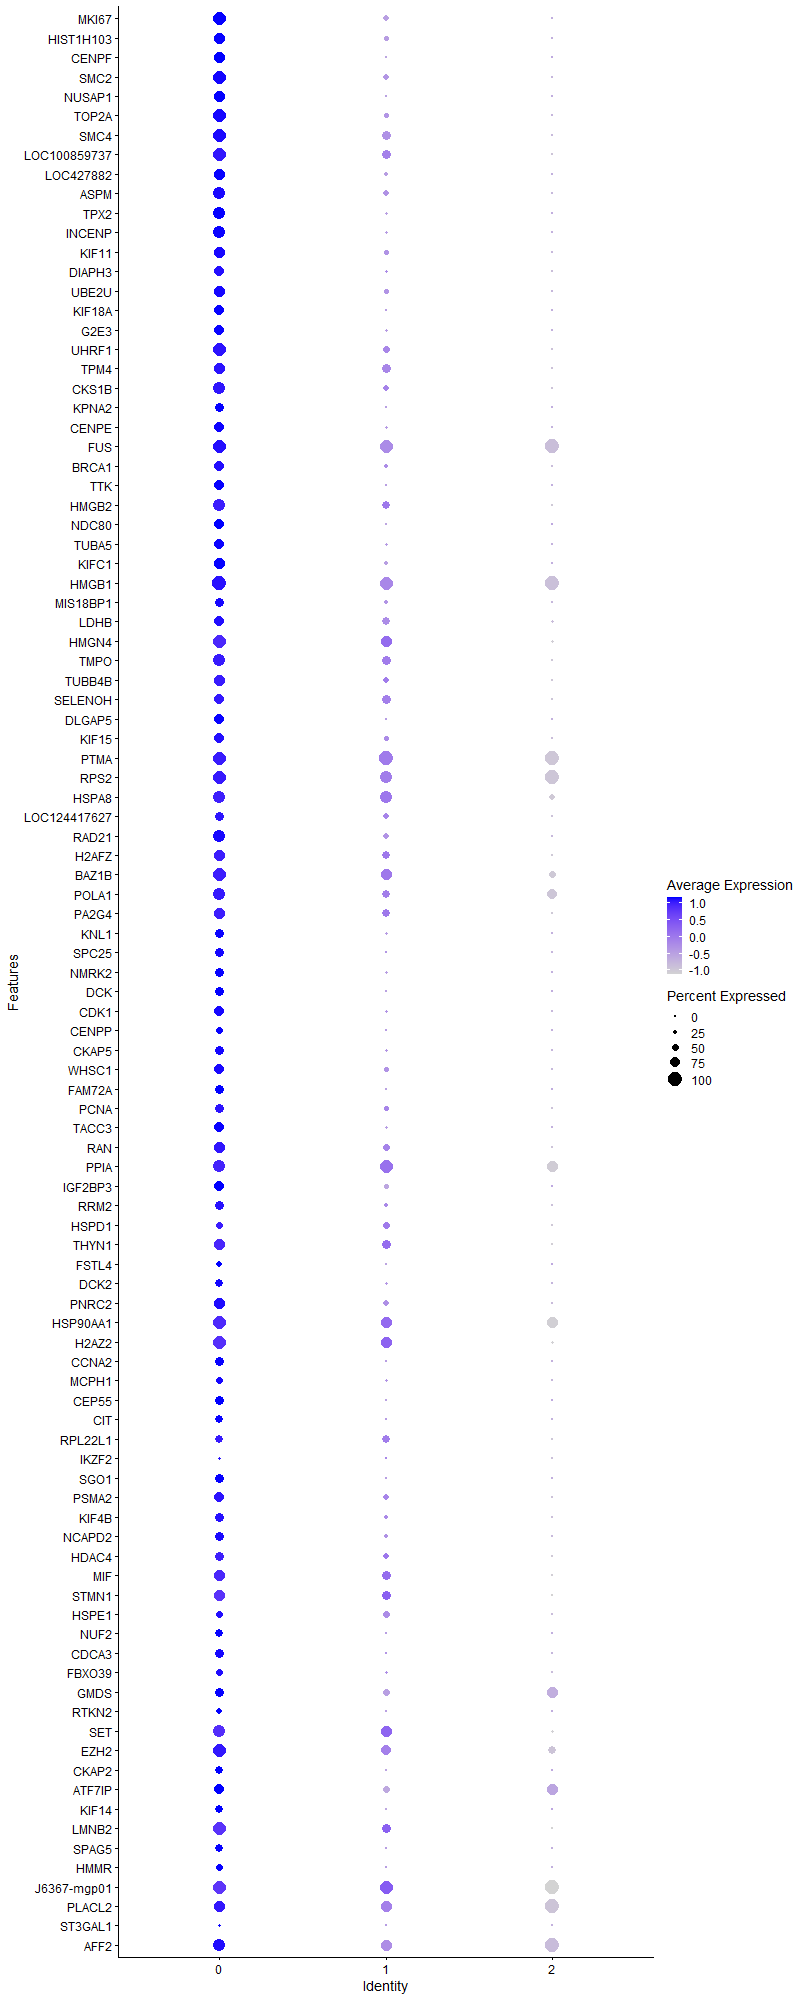 MKI67
HIST1H103
CENPF
SMC2
NUSAP1
TOP2A
SMC4
LOC100859737
LOC427882
ASPM
TPX2
INCENP
KIF11
DIAPH3
UBE2U
KIF18A
G2E3
UHRF1
TPM4
CKS1B
KPNA2
CENPE
FUS
BRCA1
TTK
HMGB2
NDC80
TUBA5
KIFC1
HMGB1
MIS18BP1
LDHB
HMGN4
TMPO
TUBB4B
SELENOH
DLGAP5
KIF15
PTMA
RPS2
HSPA8
LOC124417627
RAD21
H2AFZ
BAZ1B
POLA1
PA2G4
KNL1
SPC25
NMRK2
DCK
CDK1
CENPP
CKAP5
WHSC1
FAM72A
PCNA
TACC3
RAN
PPIA
IGF2BP3
RRM2
HSPD1
THYN1
FSTL4
DCK2
PNRC2
HSP90AA1
H2AZ2
CCNA2
MCPH1
CEP55
CIT
RPL22L1
IKZF2
SGO1
PSMA2
KIF4B
NCAPD2
HDAC4
MIF
STMN1
HSPE1
NUF2
CDCA3
FBXO39
GMDS
RTKN2
SET
EZH2
CKAP2
ATF7IP
KIF14
LMNB2
SPAG5
HMMR
J6367-mgp01
PLACL2
ST3GAL1
AFF2
Features
0
1
2
Identity
Average Expression
1.0
0.5
0.0
-0.5
-1.0
Percent Expressed
0
25
50
75
100